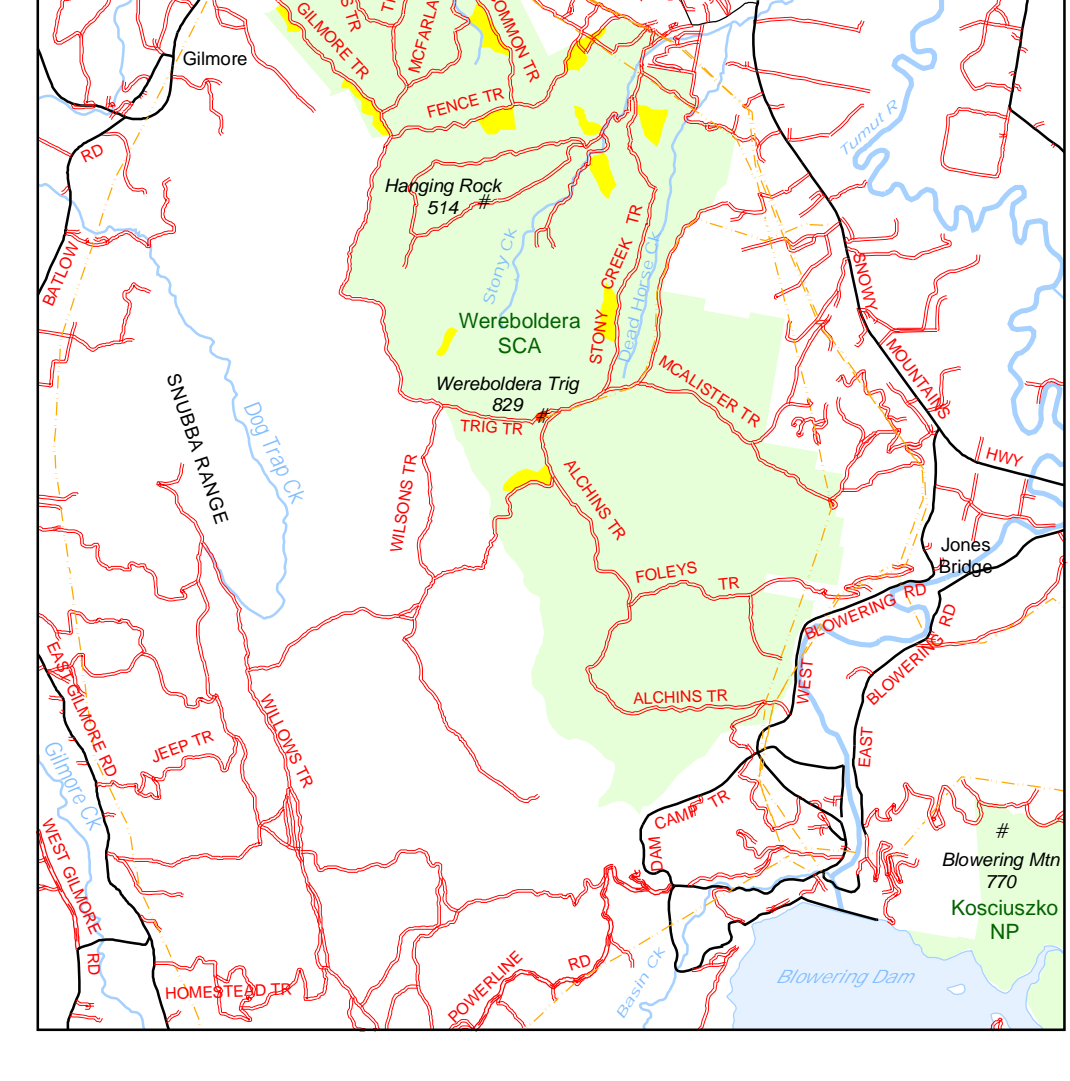 GILMORE TR
S TR
MCFARLA
OMMON TR
Gilmore
FENCE TR
RD
Tumut R
Hanging Rock
514 #
BATLOW
Stony Ck
STONY CREEK TR
Dead Horse Ck
SNOWY MOUNTAINS HWY
Wereboldera
SCA
Wereboldera Trig
829 #
MCALISTER TR
TRIG TR
SNUBBA RANGE
Dog Trap Ck
WILSONS TR
ALCHINS TR
Jones
Bridge
FOLEYS TR
BLOWERING RD
WEST
BLOWERING RD
EAST
EAST GILMORE RD
WILLOWS TR
ALCHINS TR
JEEP TR
Gilmore Ck
WEST GILMORE
RD
DAM CAMP TR
#
Blowering Mtn
770
Kosciuszko
NP
POWERLINE RD
Basin Ck
Blowering Dam
HOMESTEAD TR